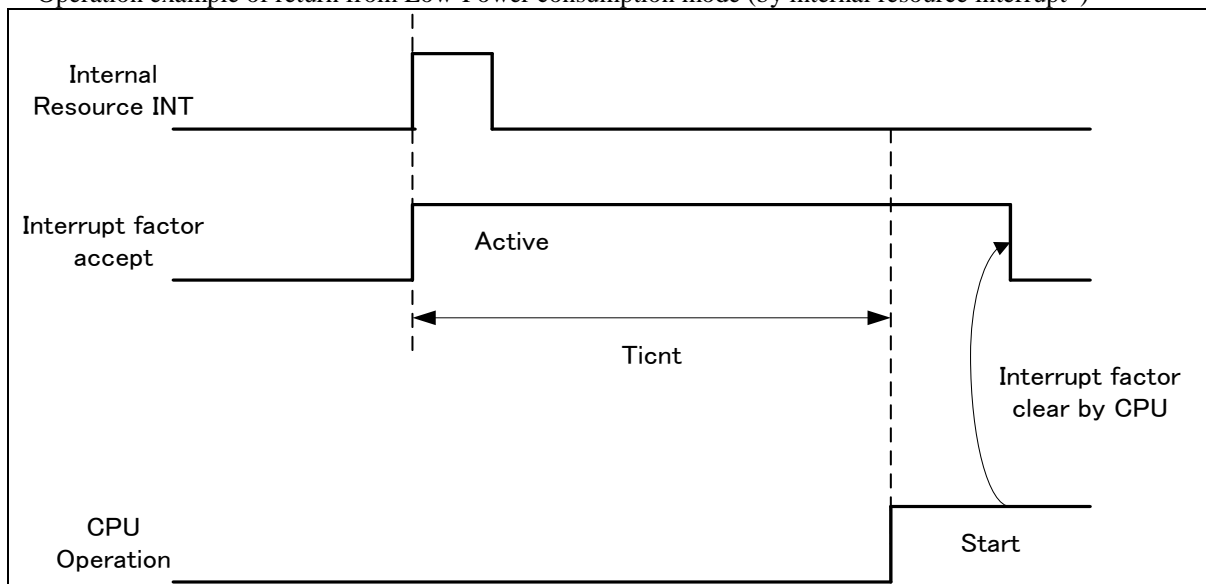 Operation example of return from Low-Power consumption mode (by internal resource interrupt*)
Internal
Resource INT
Interrupt factor
accept
Active
Ticnt
Interrupt factor
clear by CPU
CPU
Operation
Start